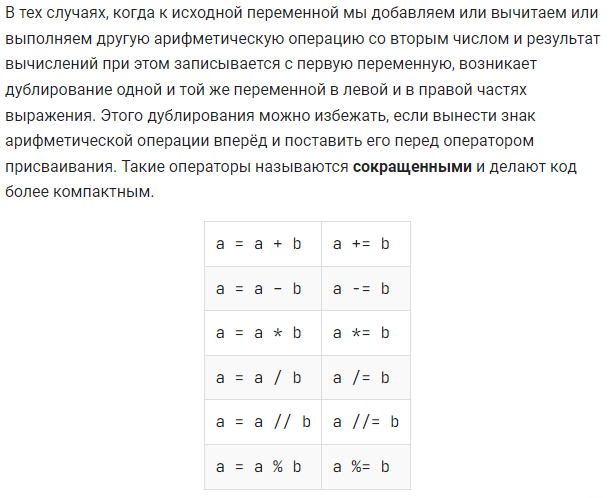 В тех случаях, когда к исходной переменной мы добавляем или вычитаем или
выполняем другую арифметическую операцию со вторым числом и результат
вычислений при этом записывается с первую переменную, возникает
дублирование одной и той же переменной в левой и в правой частях
выражения. Этого дублирования можно избежать, если вынести знак
арифметической операции вперёд и поставить его перед оператором
присваивания. Такие операторы называются сокращенными и делают код
более компактным.
a = a + b a += b
a = a − b a -= b
a = a * b a *= b
a = a / b a /= b
a = a // b a //= b
a = a % b a %= b